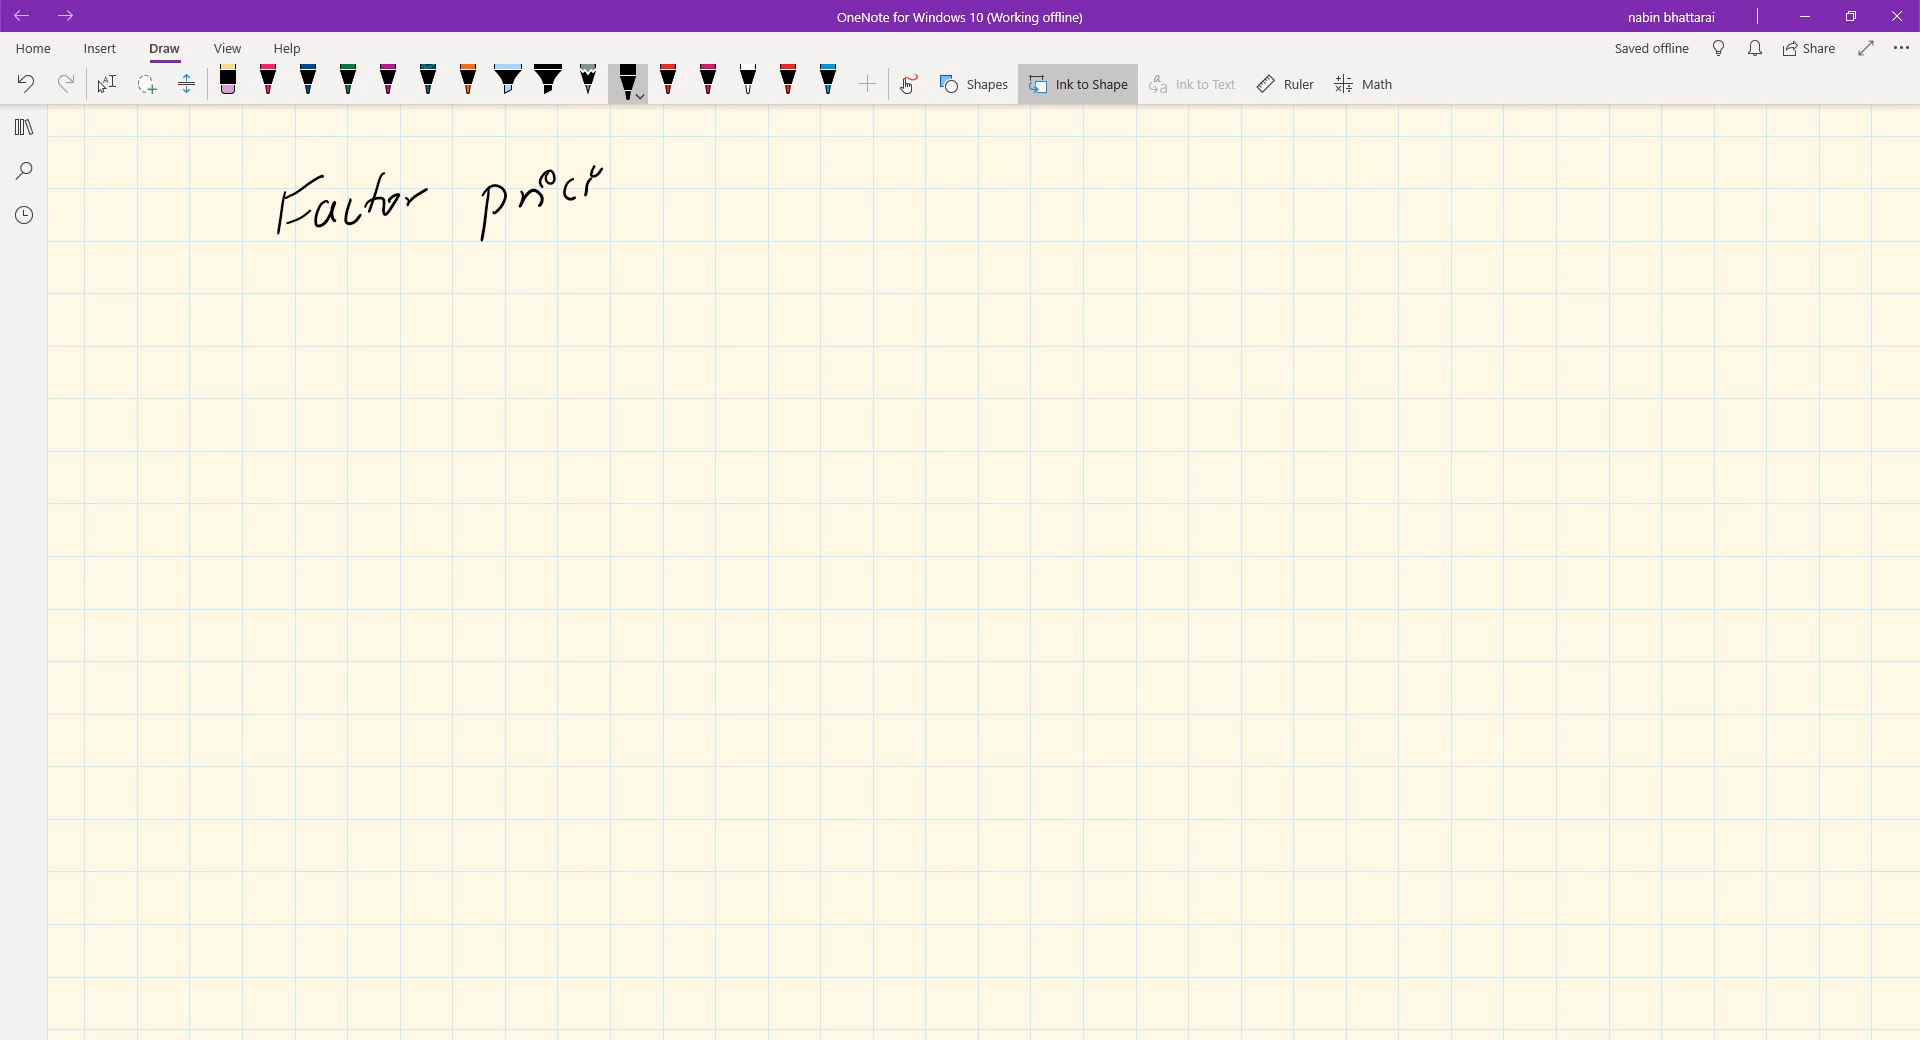 OneNote for Windows 10 (Working offline)
nabin bhattarai
Home Insert Draw View Help
Saved offline Share
Shapes Ink to Shape Ink to Text Ruler Math
Factor